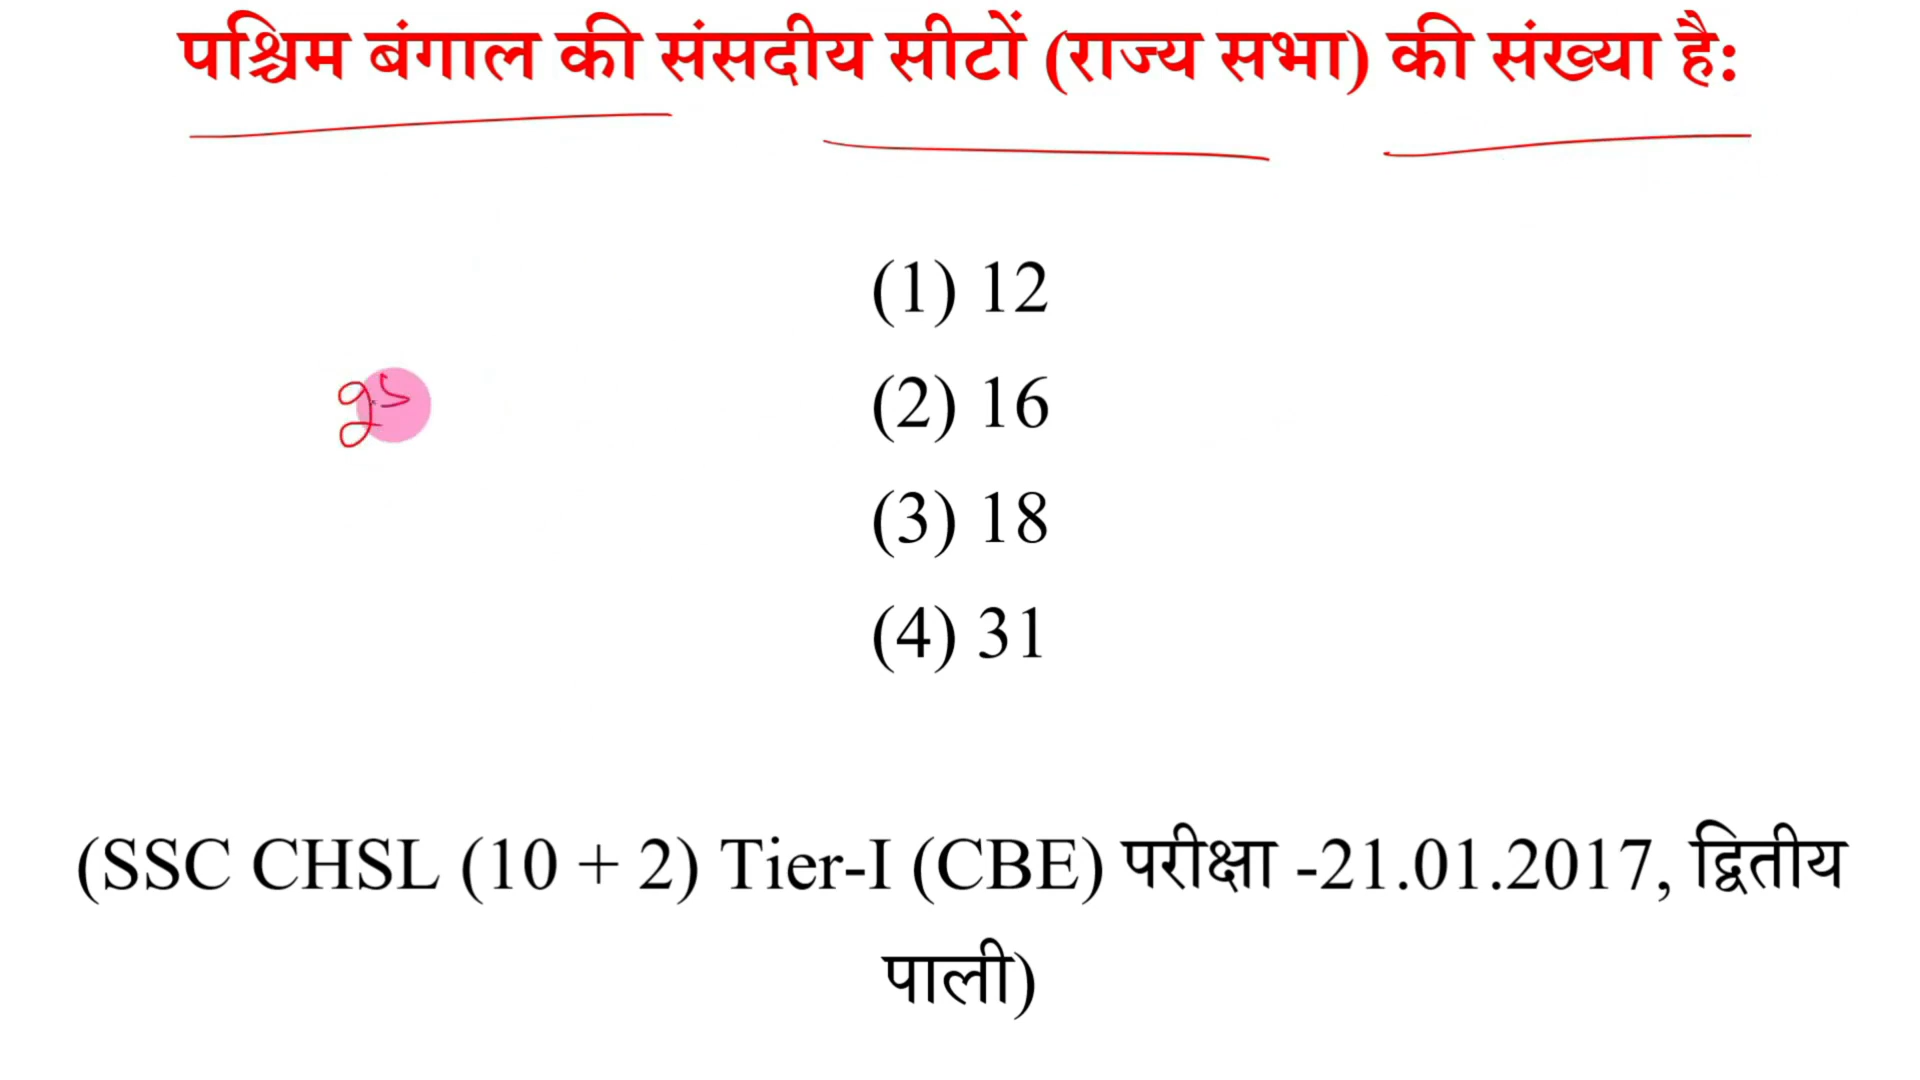 पश्चिम बंगाल की संसदीय सीटों (राज्य सभा) की संख्या है:
(1) 12
(2) 16
(3) 18
(4) 31
(SSC CHSL (10 + 2) Tier-I (CBE) परीक्षा -21.01.2017, द्वितीय
पाली)